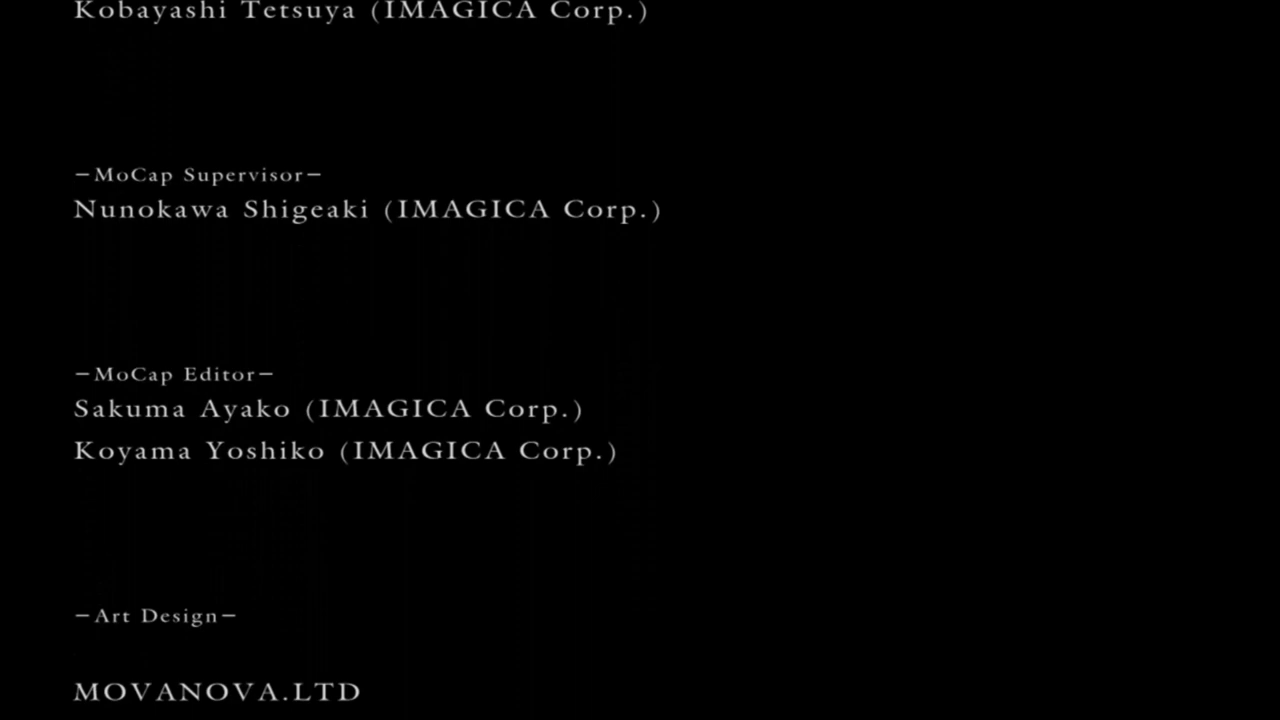 Kobayashi Tetsuya (IMAGICA Corp.)
−MoCap Supervisor−
Nunokawa Shigeaki (IMAGICA Corp.)
−MoCap Editor−
Sakuma Ayako (IMAGICA Corp.)
Koyama Yoshiko (IMAGICA Corp.)
−Art Design−
MOVANOVA.LTD